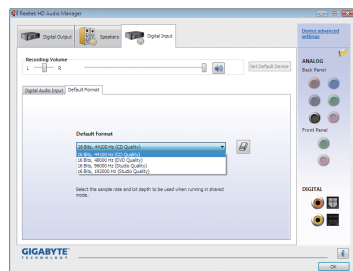 Realtek HD Audio Manager
Digital Output
Speakers
Digital Input
Device advanced
settings
Recording Volume
L
R
Set Default Device
ANALOG
Back Panel
Digital Audio Input
Default Format
Default Format
16 Bits, 44100 Hz (CD Quality)
16 Bits, 44100 Hz (CD Quality)
16 Bits, 48000 Hz (DVD Quality)
16 Bits, 96000 Hz (Studio Quality)
16 Bits, 192000 Hz (Studio Quality)
Front Panel
Select the sample rate and bit depth to be used when running in shared
mode.
DIGITAL
GIGABYTE
TECHNOLOGY
OK